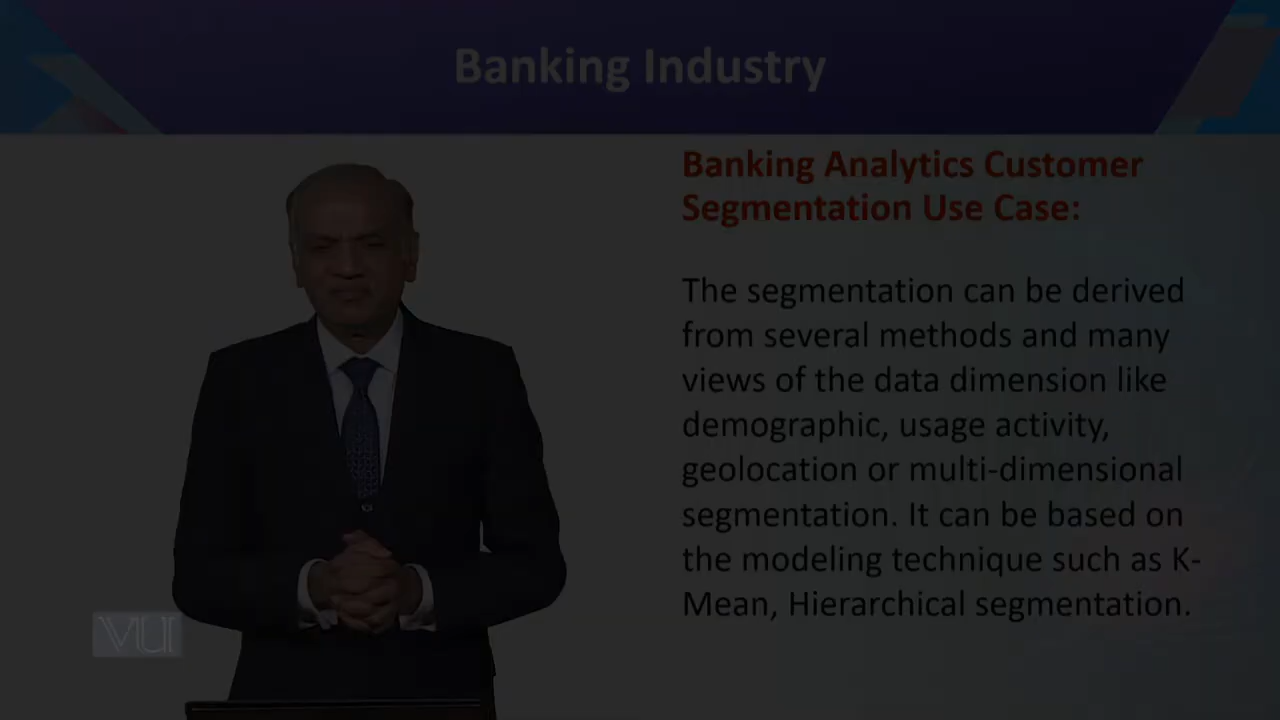 Banking Industry
Banking Analytics Customer
Segmentation Use Case:
The segmentation can be derived
from several methods and many
views of the data dimension like
demographic, usage activity,
geolocation or multi-dimensional
segmentation. It can be based on
the modeling technique such as K-
Mean, Hierarchical segmentation.
VU